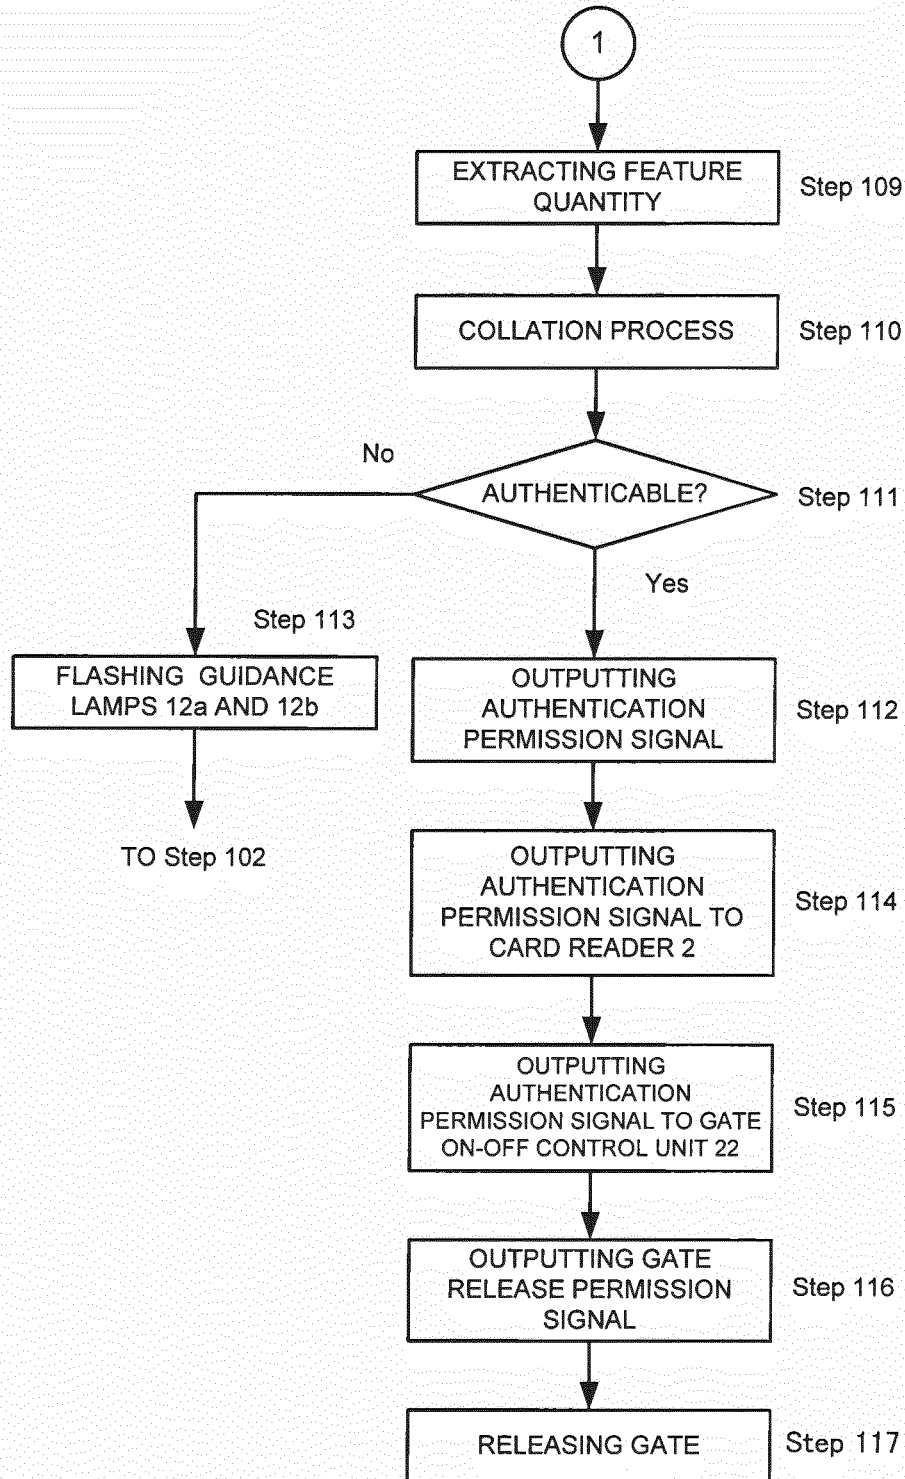 1
EXTRACTING FEATURE
QUANTITY
Step 109
COLLATION PROCESS
Step 110
No
AUTHENTICABLE?
Step 111
Yes
Step 113
FLASHING GUIDANCE
LAMPS 12a AND 12b
TO Step 102
OUTPUTTING
AUTHENTICATION
PERMISSION SIGNAL
Step 112
OUTPUTTING
AUTHENTICATION
PERMISSION SIGNAL TO
CARD READER 2
Step 114
OUTPUTTING
AUTHENTICATION
PERMISSION SIGNAL TO GATE
ON-OFF CONTROL UNIT 22
Step 115
OUTPUTTING GATE
RELEASE PERMISSION
SIGNAL
Step 116
RELEASING GATE
Step 117